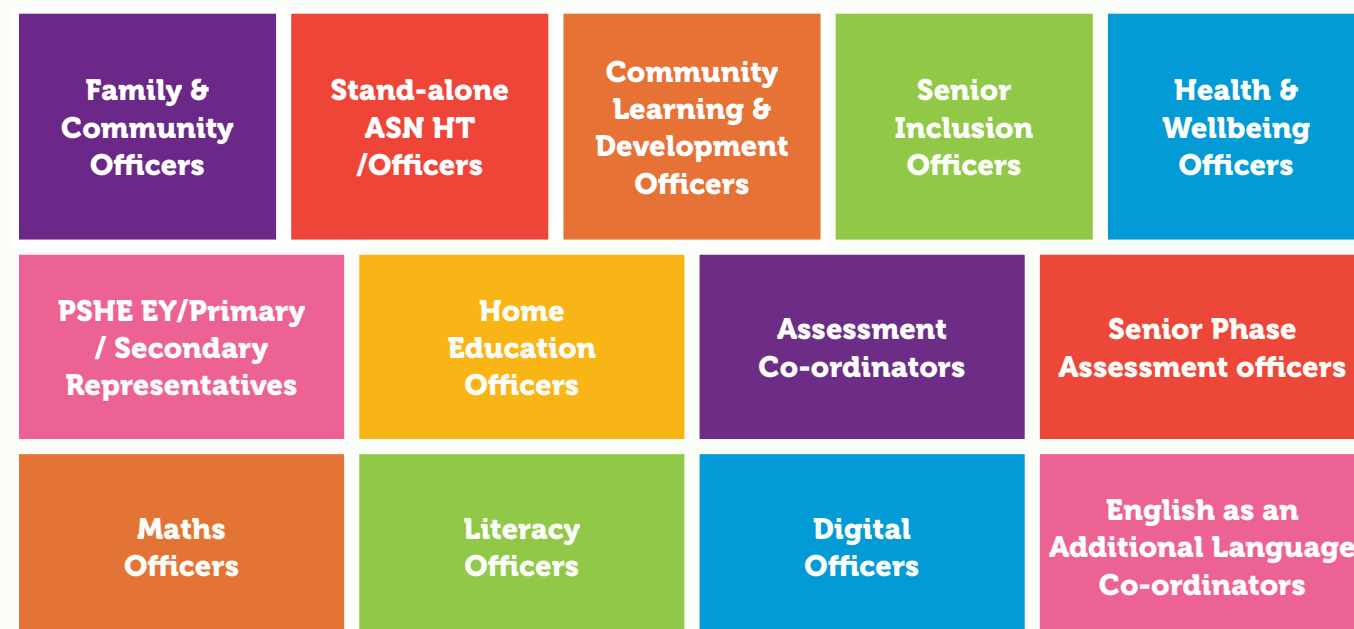 Family &
Community
Officers
Stand-alone
ASN HT
/Officers
Community
Learning &
Development
Officers
Senior
Inclusion
Officers
Health &
Wellbeing
Officers
PSHE EY/Primary
/ Secondary
Representatives
Home
Education
Officers
Assessment
Co-ordinators
Senior Phase
Assessment officers
Maths
Officers
Literacy
Officers
Digital
Officers
English as an
Additional Language
Co-ordinators